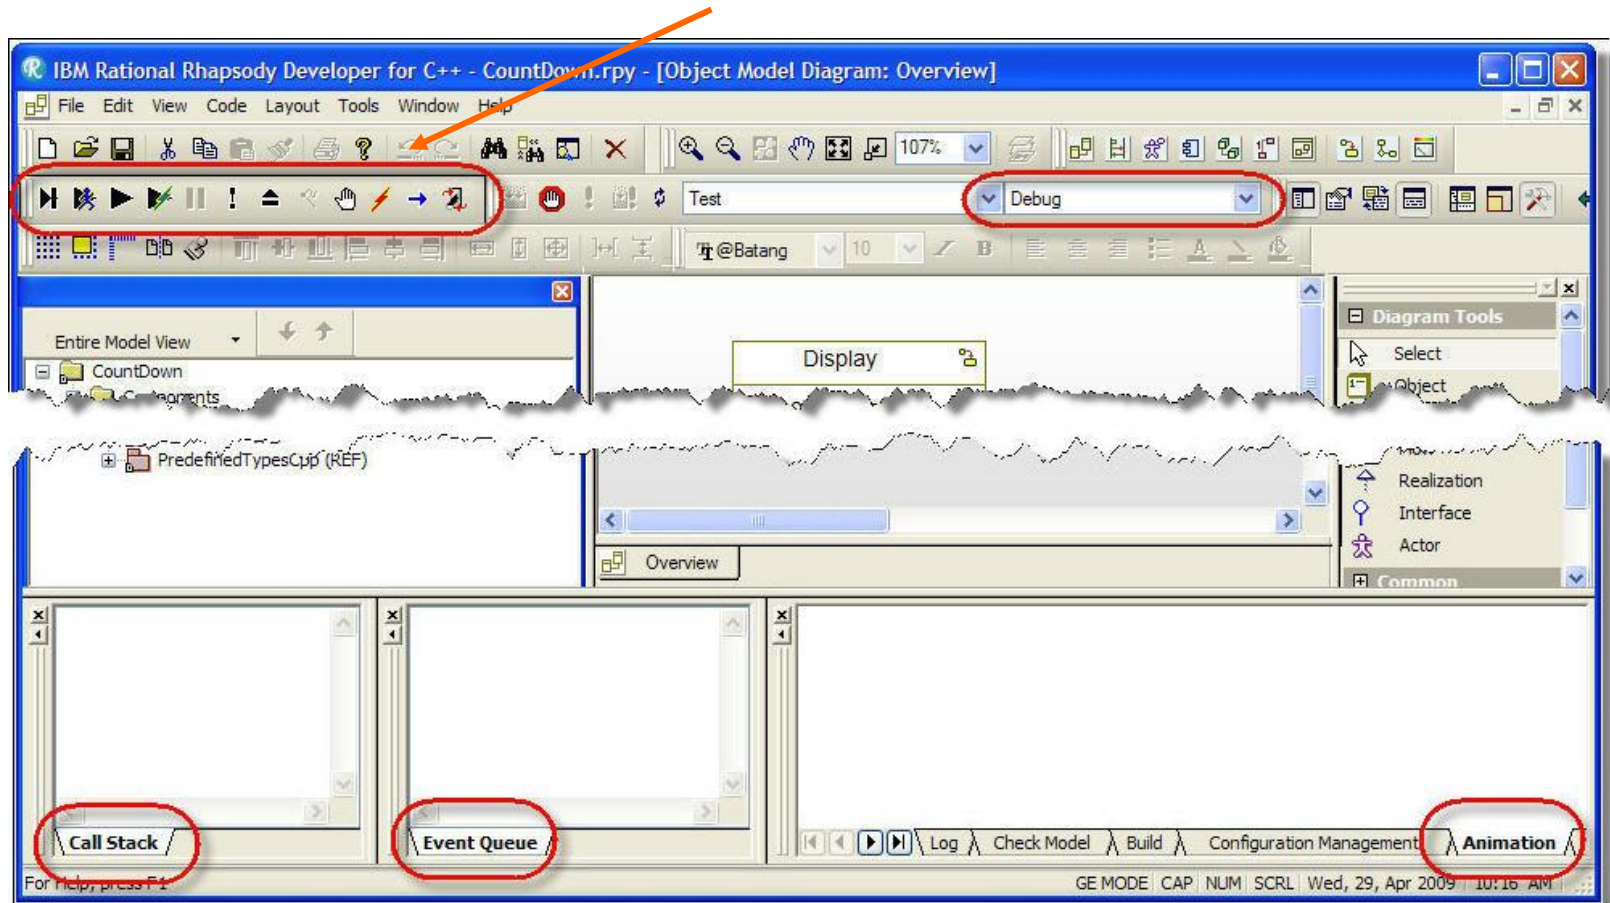 IBM Rational Rhapsody Developer for C++ - CountDown.rpy - [Object Model Diagram: Overview]
File Edit View Code Layout Tools Window Help
107%
Test Debug
@Batang 10
Entire Model View
CountDown
Components
Display
Diagram Tools
Select
Object
PredefinedTypesCpp (REF)
Realization
Interface
Actor
Overview
Common
Call Stack
Event Queue
Log Check Model Build Configuration Management Animation
For Help, press F1 GE MODE CAP NUM SCRL Wed, 29, Apr 2009 10:16 AM